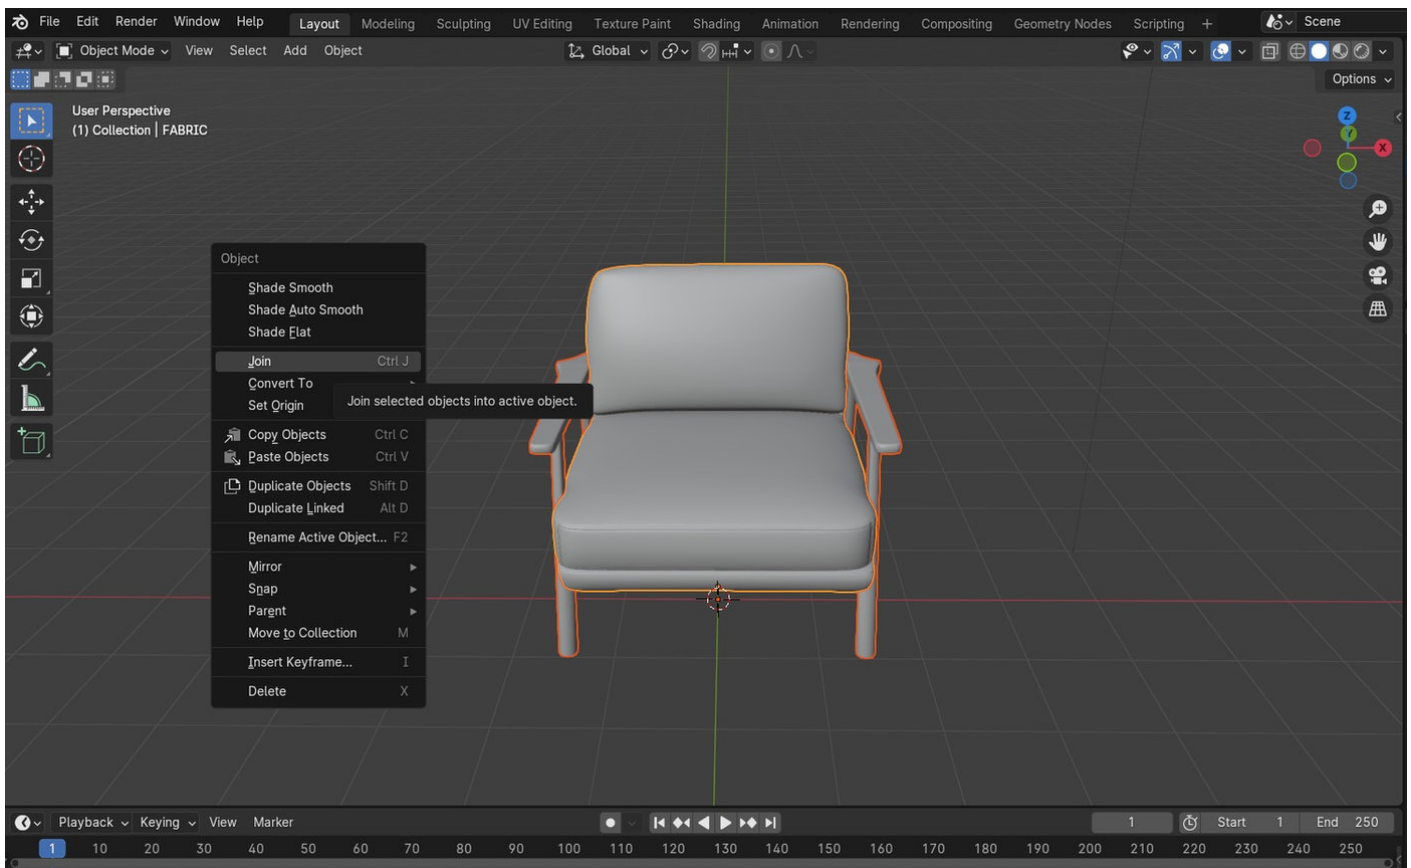 File Edit Render Window Help Layout Modeling Sculpting UV Editing Texture Paint Shading Animation Rendering Compositing Geometry Nodes Scripting + Scene
Object Mode View Select Add Object Global
Options
User Perspective
(1) Collection | FABRIC
Z
Y
X
Object
Shade Smooth
Shade Auto Smooth
Shade Flat
Join Ctrl J
Convert To
Set Origin
Join selected objects into active object.
Copy Objects Ctrl C
Paste Objects Ctrl V
Duplicate Objects Shift D
Duplicate Linked Alt D
Rename Active Object... F2
Mirror
Snap
Parent
Move to Collection M
Insert Keyframe... I
Delete X
Playback Keying View Marker 1 Start 1 End 250
1 10 20 30 40 50 60 70 80 90 100 110 120 130 140 150 160 170 180 190 200 210 220 230 240 250